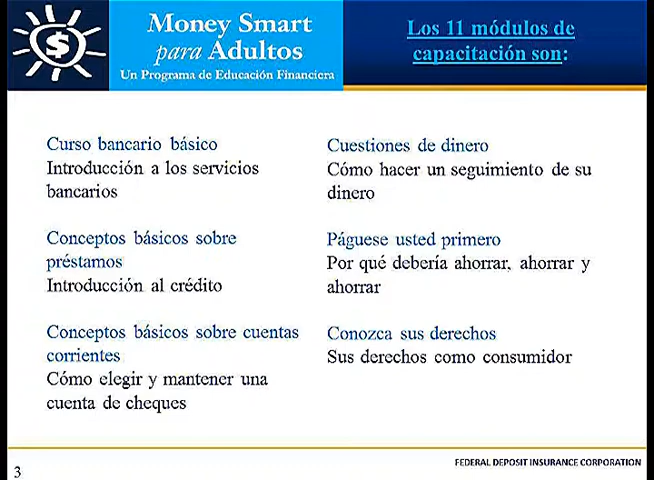 Money Smart
para Adultos
Un Programa de Educación Financiera
Los 11 módulos de
capacitación son:
Curso bancario básico
Introducción a los servicios
bancarios
Conceptos básicos sobre
préstamos
Introducción al crédito
Conceptos básicos sobre cuentas
corrientes
Cómo elegir y mantener una
cuenta de cheques
Cuestiones de dinero
Cómo hacer un seguimiento de su
dinero
Páguese usted primero
Por qué debería ahorrar, ahorrar y
ahorrar
Conozca sus derechos
Sus derechos como consumidor
FEDERAL DEPOSIT INSURANCE CORPORATION
3